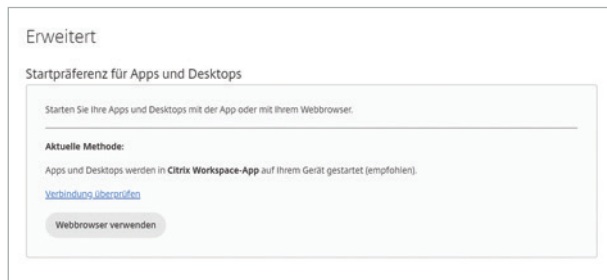 Erweitert
Startpräferenz für Apps und Desktops
Starten Sie Ihre Apps und Desktops mit der App oder mit Ihrem Webbrowser.
Aktuelle Methode:
Apps und Desktops werden in Citrix Workspace-App auf Ihrem Gerät gestartet (empfohlen).
Verbindung überprüfen
Webbrowser verwenden